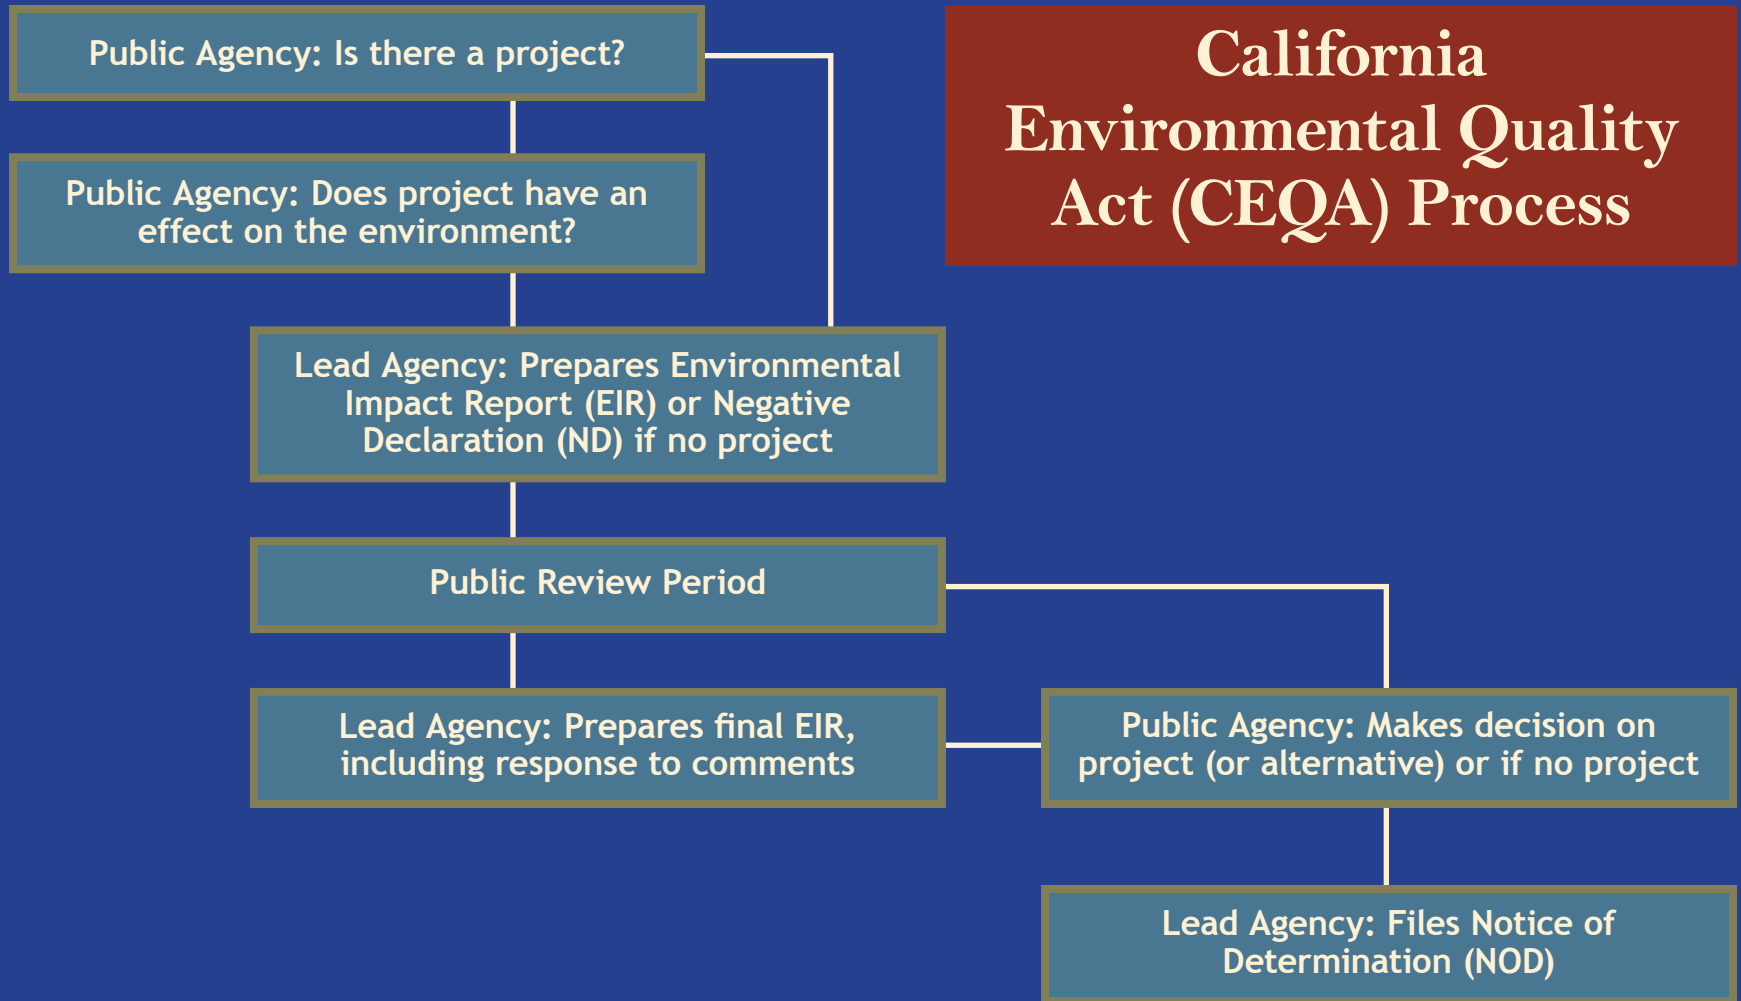 Public Agency: Is there a project?
California
Environmental Quality
Act (CEQA) Process
Public Agency: Does project have an
effect on the environment?
Lead Agency: Prepares Environmental
Impact Report (EIR) or Negative
Declaration (ND) if no project
Public Review Period
Lead Agency: Prepares final EIR,
including response to comments
Public Agency: Makes decision on
project (or alternative) or if no project
Lead Agency: Files Notice of
Determination (NOD)